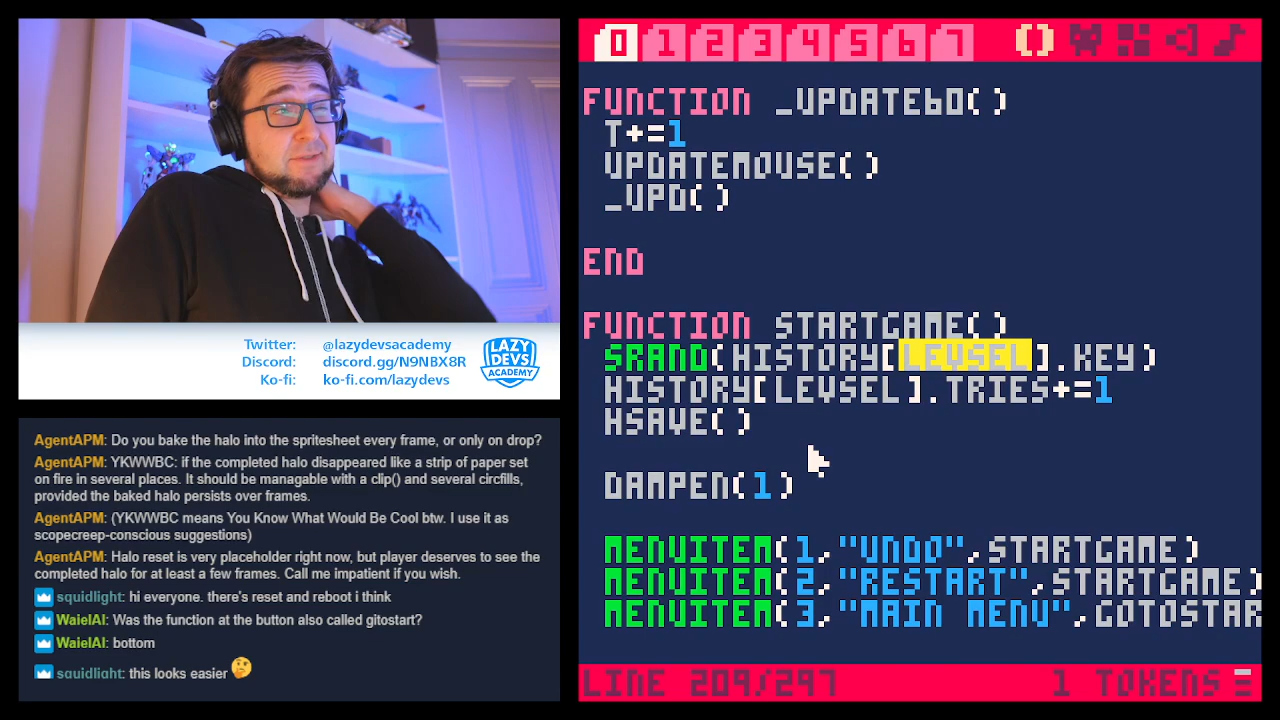 Twitter: @lazydevsacademy
Discord: discord.gg/N9NBX8R
Ko-fi: ko-fi.com/lazydevs
LAZY
DEVS
ACADEMY
AgentAPM: Do you bake the halo into the spritesheet every frame, or only on drop?
AgentAPM: YKWWBC: if the completed halo disappeared like a strip of paper set
on fire in several places. It should be managable with a clip() and several circfills,
provided the baked halo persists over frames.
AgentAPM: (YKWWBC means You Know What Would Be Cool btw. I use it as
scopecreep-conscious suggestions)
AgentAPM: Halo reset is very placeholder right now, but player deserves to see the
completed halo for at least a few frames. Call me impatient if you wish.
squidlight: hi everyone. there's reset and reboot i think
WaielAI: Was the function at the button also called gitostart?
WaielAI: bottom
squidlight: this looks easier 🤔
0 1 2 3 4 5 6 7 ()
FUNCTION _UPDATE60()
T+=1
UPDATEMOUSE()
_UPD()
END
FUNCTION STARTGAME()
SRAND(HISTORY[LEVSEL].KEY)
HISTORY[LEVSEL].TRIES+=1
HSAVE()
DAMPEN(1)
MENUITEM(1,"UNDO",STARTGAME)
MENUITEM(2,"RESTART",STARTGAME)
MENUITEM(3,"MAIN MENU",GOTOSTAR
LINE 209/297 1 TOKENS